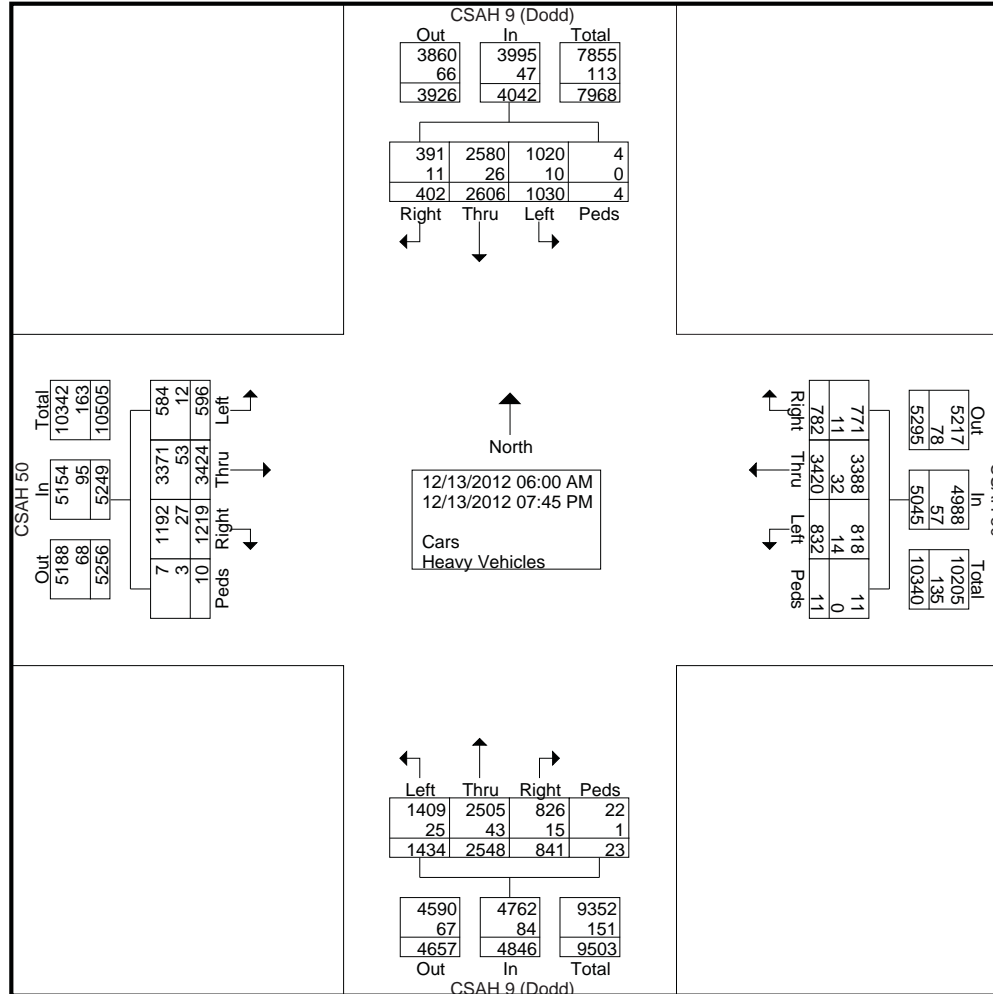 CSAH 9 (Dodd)
Out In Total
3860 3995 7855
66 47 113
3926 4042 7968
391 2580 1020 4
11 26 10 0
402 2606 1030 4
Right Thru Left Peds
CSAH 50
Total In Out
10342 5154 5188
163 95 68
10505 5249 5256
584 3371 1192 7
12 53 27 3
596 3424 1219 10
Left Thru Right Peds
North
12/13/2012 06:00 AM
12/13/2012 07:45 PM
Cars
Heavy Vehicles
Right Thru Left Peds
771 3388 818 11
11 32 14 0
782 3420 832 11
Out In Total
5217 4988 10205
78 57 135
5295 5045 10340
Left Thru Right Peds
1409 2505 826 22
25 43 15 1
1434 2548 841 23
4590 4762 9352
67 84 151
4657 4846 9503
Out In Total
CSAH 9 (Dodd)